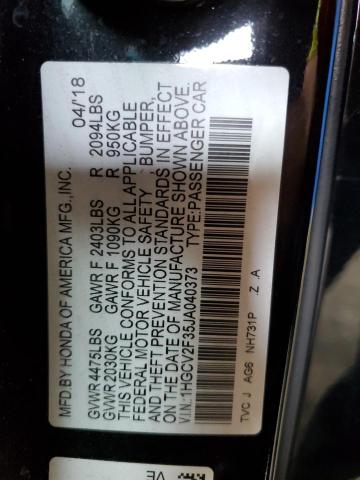 MFD.BY HONDA OF AMERICA MFG.,INC. 04/'18
GVWR 4475LBS GAWR F 2403LBS R 2094LBS
GVWR 2030KG GAWR F 1090KG R 950KG
THIS VEHICLE CONFORMS TO ALL APPLICABLE
FEDERAL MOTOR VEHICLE SAFETY, BUMPER,
AND THEFT PREVENTION STANDARDS IN EFFECT
ON THE DATE OF MANUFACTURE SHOWN ABOVE.
V.I.N.:1HGCV2F35JA040373 TYPE:PASSENGER CAR
TVC J AG6 NH731P .Z .A
VE